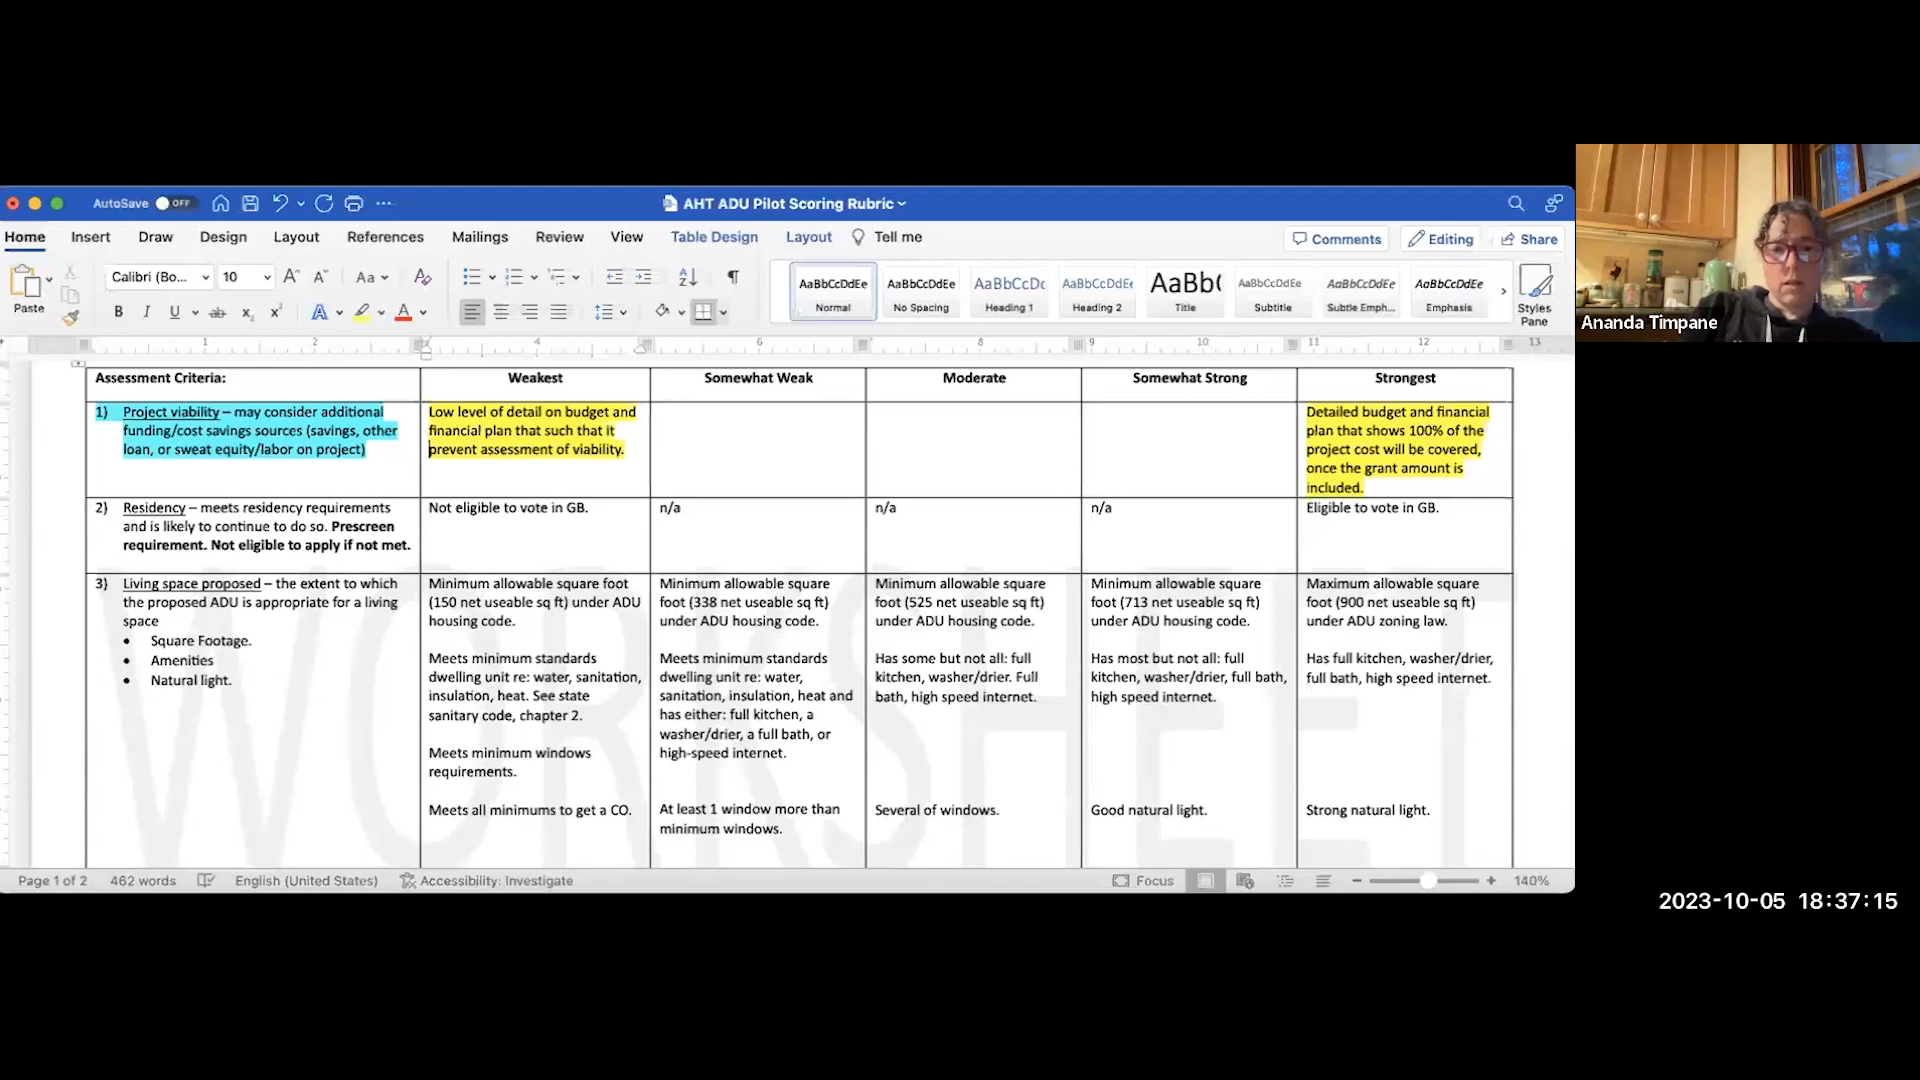 AutoSave OFF
AHT ADU Pilot Scoring Rubric
Home Insert Draw Design Layout References Mailings Review View Table Design Layout Tell me
Comments Editing Share
Paste
Calibri (Bo... 10
AaBbCcDdEe Normal
AaBbCcDdEe No Spacing
AaBbCcDc Heading 1
AaBbCcDdEe Heading 2
AaBb( Title
AaBbCcDdEe Subtitle
AaBbCcDdEe Subtle Emph...
AaBbCcDdEe Emphasis
Styles
Pane
1 2 4 6 8 9 10 11 12 13
Assessment Criteria:
Weakest
Somewhat Weak
Moderate
Somewhat Strong
Strongest
1) Project viability – may consider additional
funding/cost savings sources (savings, other
loan, or sweat equity/labor on project)
Low level of detail on budget and
financial plan that such that it
prevent assessment of viability.
Detailed budget and financial
plan that shows 100% of the
project cost will be covered,
once the grant amount is
included.
2) Residency – meets residency requirements
and is likely to continue to do so. Prescreen
requirement. Not eligible to apply if not met.
Not eligible to vote in GB.
n/a
n/a
n/a
Eligible to vote in GB.
3) Living space proposed – the extent to which
the proposed ADU is appropriate for a living
space
• Square Footage.
• Amenities
• Natural light.
Minimum allowable square foot
(150 net useable sq ft) under ADU
housing code.
Meets minimum standards
dwelling unit re: water, sanitation,
insulation, heat. See state
sanitary code, chapter 2.
Meets minimum windows
requirements.
Meets all minimums to get a CO.
Minimum allowable square
foot (338 net useable sq ft)
under ADU housing code.
Meets minimum standards
dwelling unit re: water,
sanitation, insulation, heat and
has either: full kitchen, a
washer/drier, a full bath, or
high-speed internet.
At least 1 window more than
minimum windows.
Minimum allowable square
foot (525 net useable sq ft)
under ADU housing code.
Has some but not all: full
kitchen, washer/drier. Full
bath, high speed internet.
Several of windows.
Minimum allowable square
foot (713 net useable sq ft)
under ADU housing code.
Has most but not all: full
kitchen, washer/drier, full bath,
high speed internet.
Good natural light.
Maximum allowable square
foot (900 net useable sq ft)
under ADU zoning law.
Has full kitchen, washer/drier,
full bath, high speed internet.
Strong natural light.
WORKSHEET
Page 1 of 2 462 words English (United States) Accessibility: Investigate Focus 140%
Ananda Timpane
2023-10-05 18:37:15